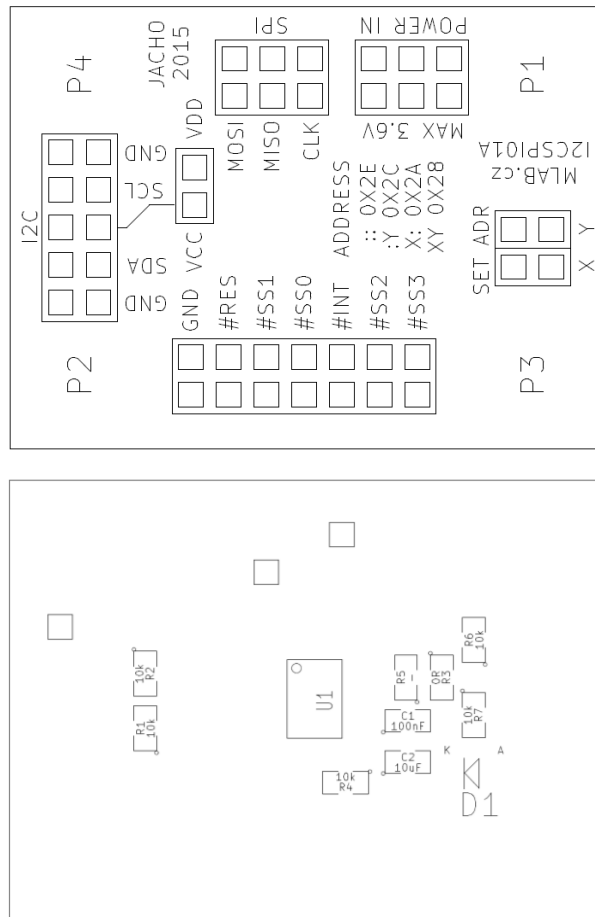 P4
JACHO
2015
SPI
POWER IN
P1
I2C
GND
SCL
SDA
GND
VDD
VCC
MOSI
MISO
CLK
MAX 3.6V
MLAB.cz
I2CSPI01A
ADDRESS
:: 0X2E
:Y 0X2C
X: 0X2A
XY 0X28
SET ADR
X Y
GND
#RES
#SS1
#SS0
#INT
#SS2
#SS3
P2
P3
10k
R2
R1
10k
U1
R5
-
0R
R3
R6
10k
10k
R7
C1
100nF
C2
10uF
10k
R4
K
A
D1